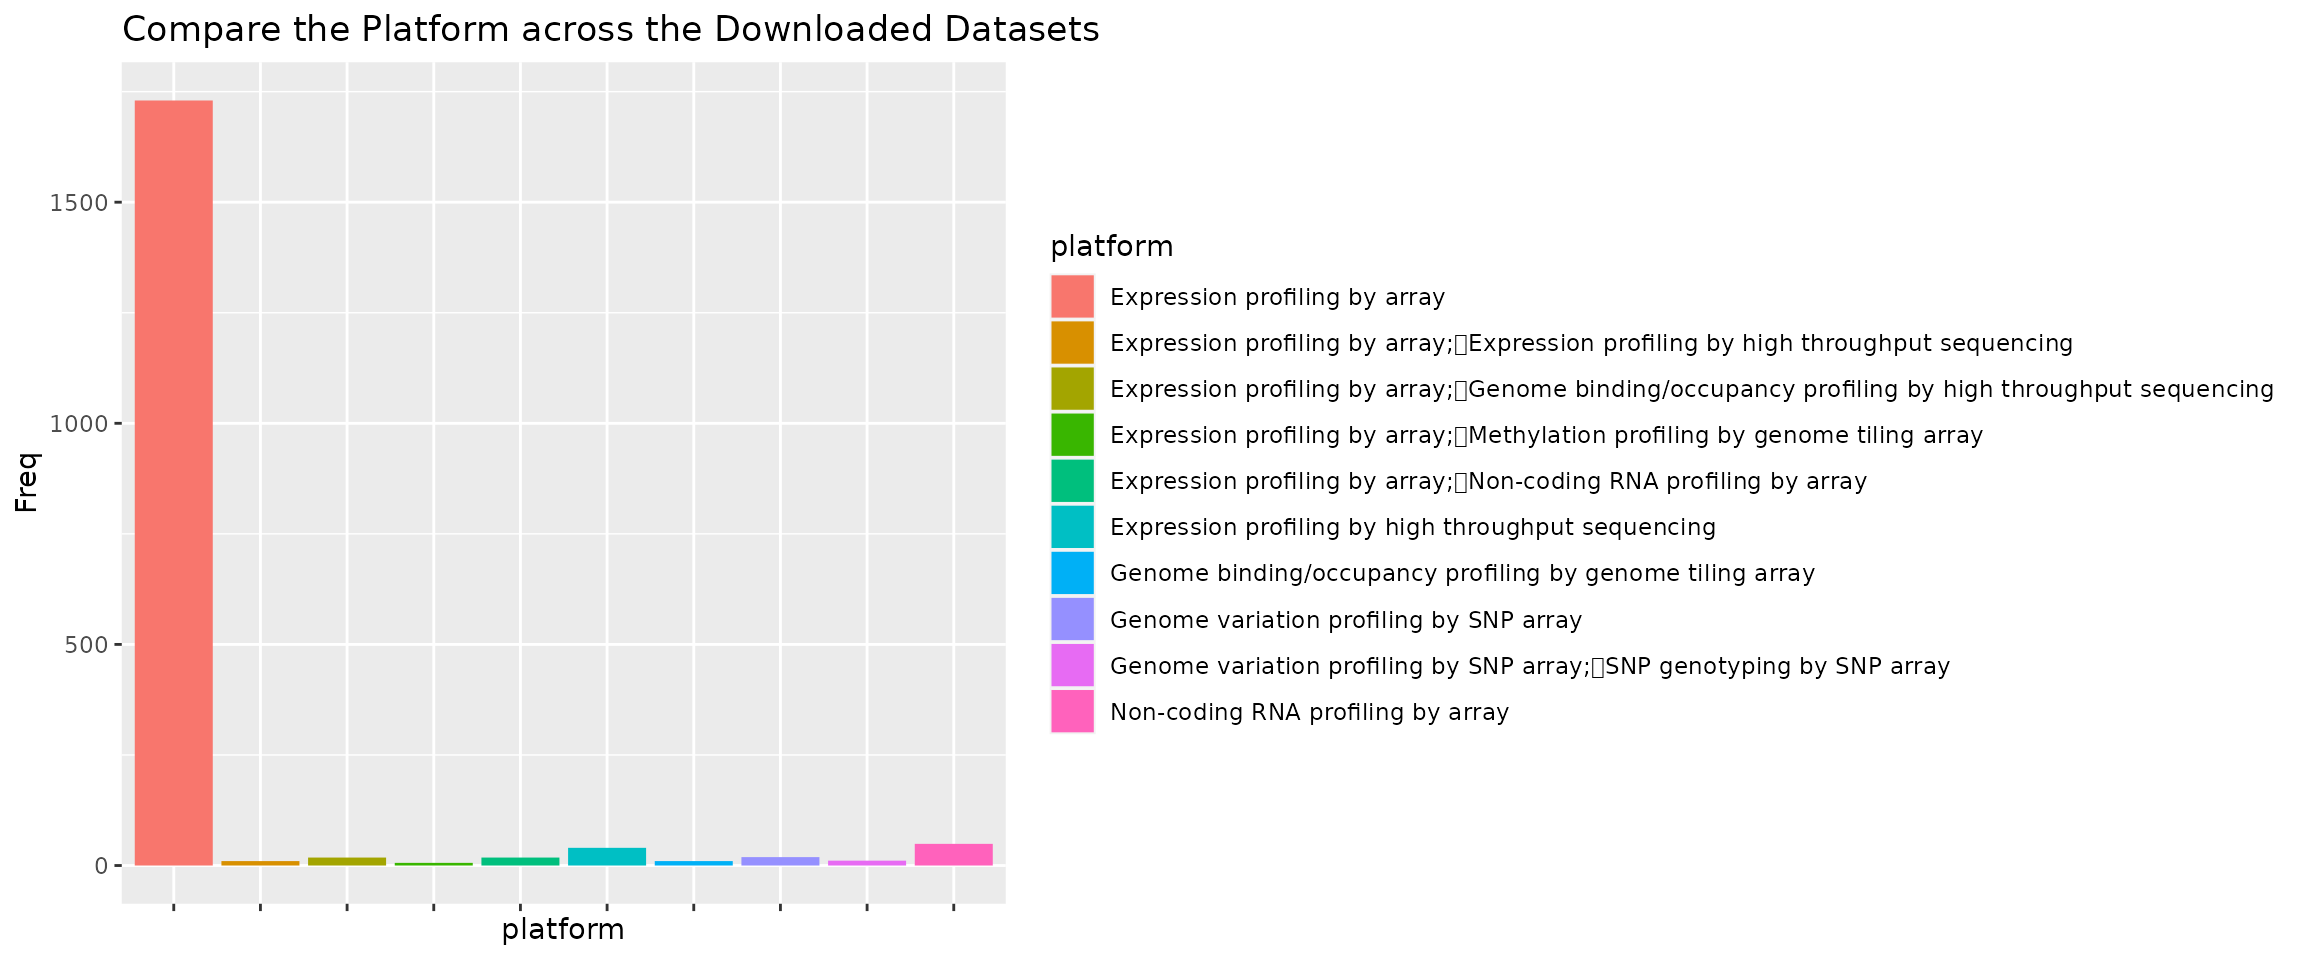 Compare the Platform across the Downloaded Datasets
1500
1000
500
0
Freq
platform
platform
Expression profiling by array
Expression profiling by array;▯Expression profiling by high throughput sequencing
Expression profiling by array;▯Genome binding/occupancy profiling by high throughput sequencing
Expression profiling by array;▯Methylation profiling by genome tiling array
Expression profiling by array;▯Non-coding RNA profiling by array
Expression profiling by high throughput sequencing
Genome binding/occupancy profiling by genome tiling array
Genome variation profiling by SNP array
Genome variation profiling by SNP array;▯SNP genotyping by SNP array
Non-coding RNA profiling by array